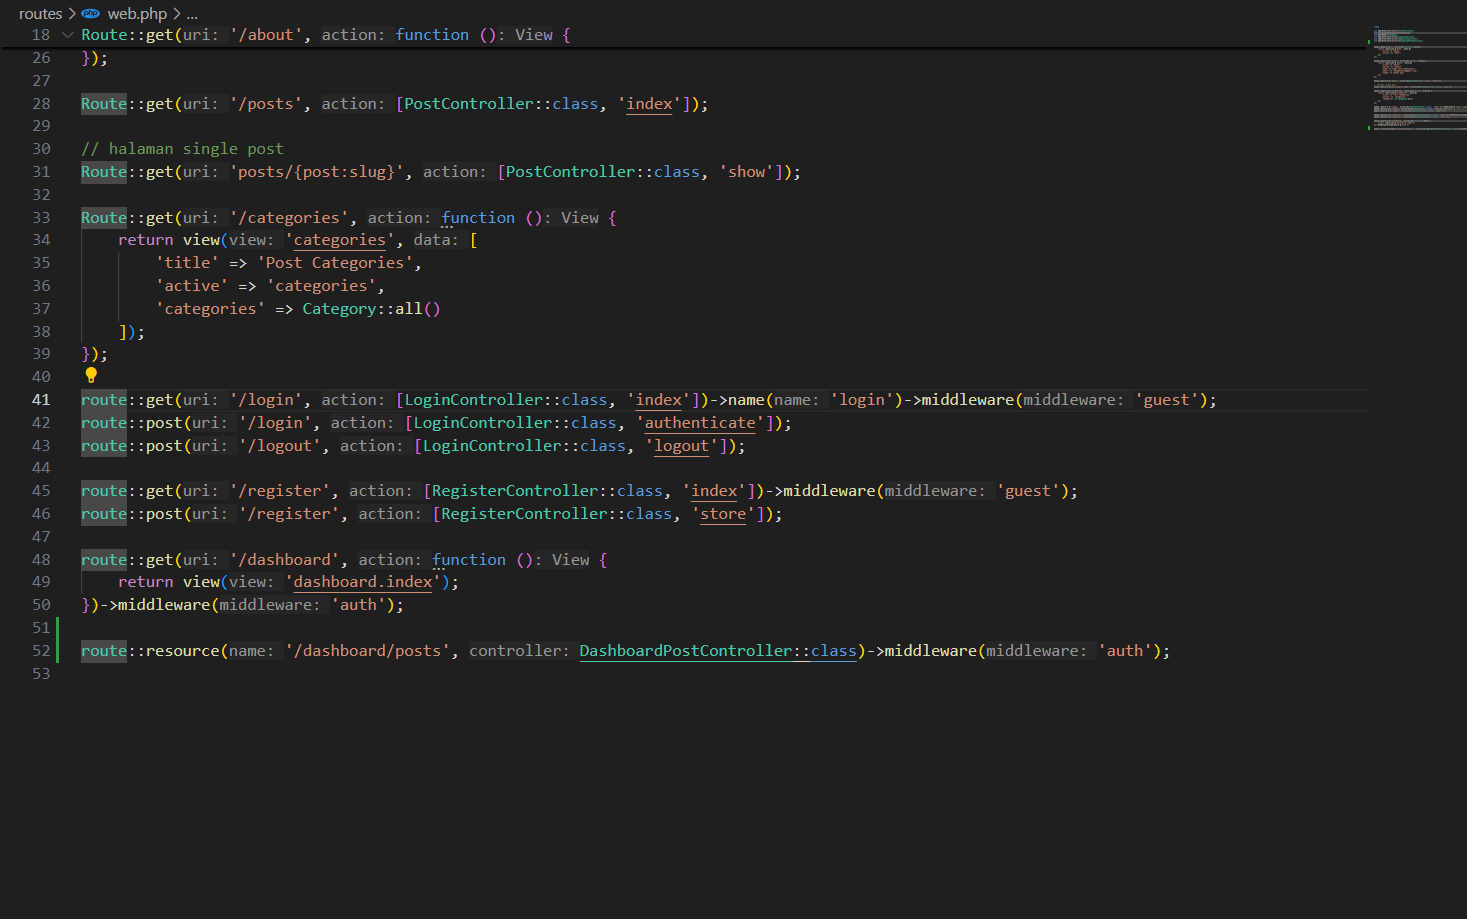 routes > php web.php > ...
18 Route::get(uri: '/about', action: function (): View {
26 });
27
28 Route::get(uri: '/posts', action: [PostController::class, 'index']);
29
30 // halaman single post
31 Route::get(uri: 'posts/{post:slug}', action: [PostController::class, 'show']);
32
33 Route::get(uri: '/categories', action: function (): View {
34     return view(view: 'categories', data: [
35         'title' => 'Post Categories',
36         'active' => 'categories',
37         'categories' => Category::all()
38     ]);
39 });
40
41 route::get(uri: '/login', action: [LoginController::class, 'index'])->name(name: 'login')->middleware(middleware: 'guest');
42 route::post(uri: '/login', action: [LoginController::class, 'authenticate']);
43 route::post(uri: '/logout', action: [LoginController::class, 'logout']);
44
45 route::get(uri: '/register', action: [RegisterController::class, 'index'])->middleware(middleware: 'guest');
46 route::post(uri: '/register', action: [RegisterController::class, 'store']);
47
48 route::get(uri: '/dashboard', action: function (): View {
49     return view(view: 'dashboard.index');
50 })->middleware(middleware: 'auth');
51
52 route::resource(name: '/dashboard/posts', controller: DashboardPostController::class)->middleware(middleware: 'auth');
53